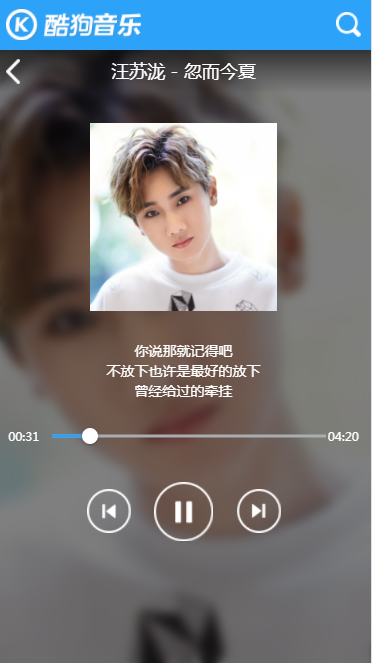 酷狗音乐
汪苏泷 - 忽而今夏
你说那就记得吧
不放下也许是最好的放下
曾经给过的牵挂
00:31
04:20